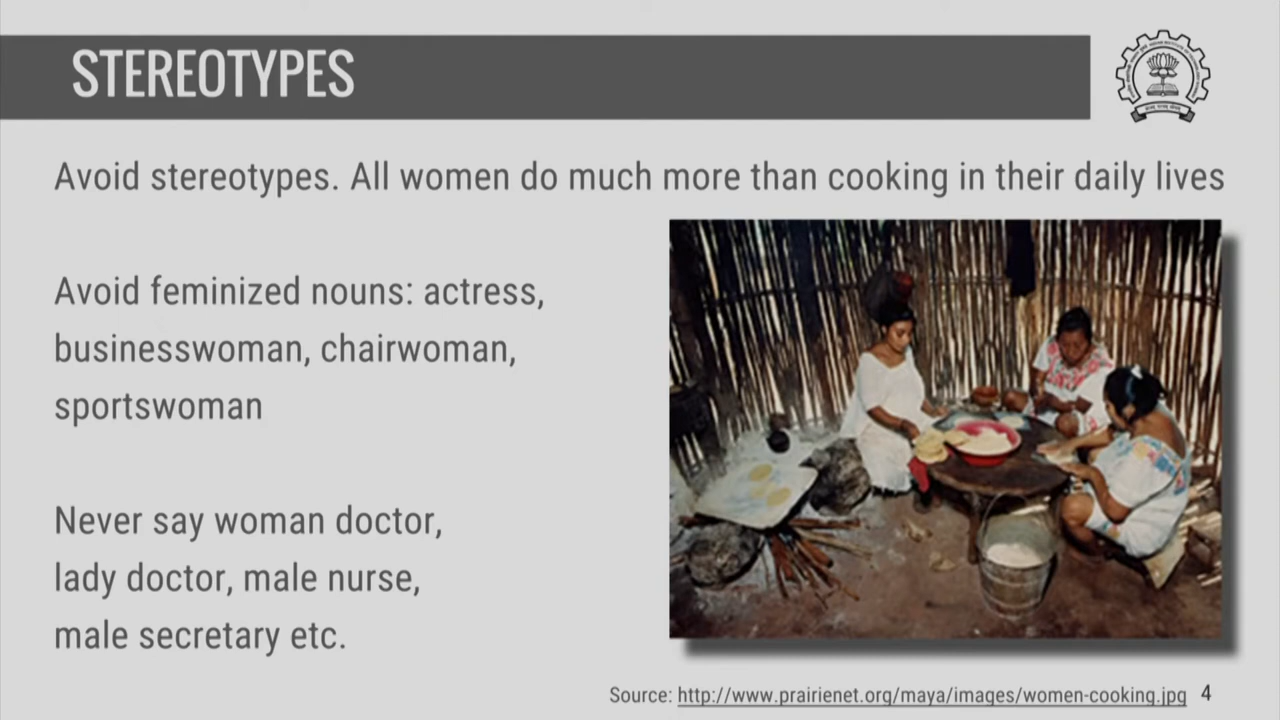 STEREOTYPES
Avoid stereotypes. All women do much more than cooking in their daily lives
Avoid feminized nouns: actress,
businesswoman, chairwoman,
sportswoman
Never say woman doctor,
lady doctor, male nurse,
male secretary etc.
Source: http://www.prairienet.org/maya/images/women-cooking.jpg 4